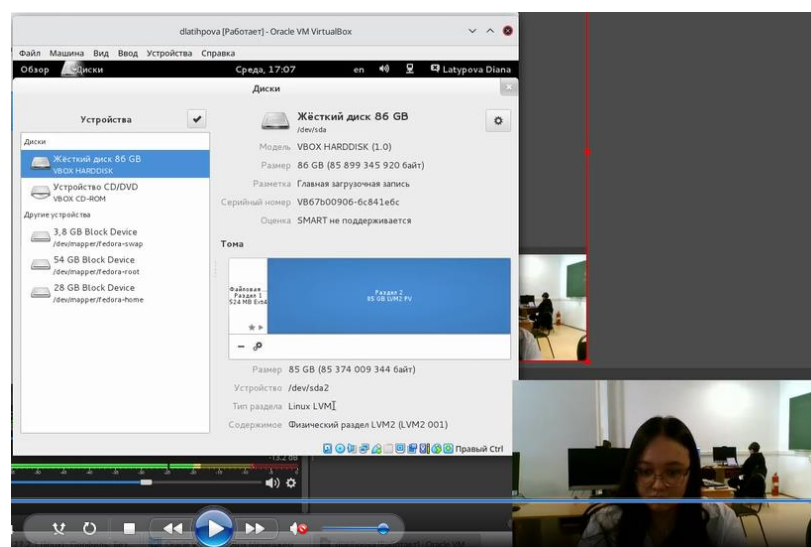 dlatihpova [Работает] - Oracle VM VirtualBox
Файл Машина Вид Ввод Устройства Справка
Обзор Диски Среда, 17:07 en Latypova Diana
Диски
Устройства
Диски
Жёсткий диск 86 GB
VBOX HARDDISK
Устройство CD/DVD
VBOX CD-ROM
Другие устройства
3,8 GB Block Device
/dev/mapper/fedora-swap
54 GB Block Device
/dev/mapper/fedora-root
28 GB Block Device
/dev/mapper/fedora-home
Жёсткий диск 86 GB
/dev/sda
Модель VBOX HARDDISK (1.0)
Размер 86 GB (85 899 345 920 байт)
Разметка Главная загрузочная запись
Серийный номер VB67b00906-6c841e6c
Оценка SMART не поддерживается
Тома
Файловая ...
Раздел 1
524 MB Ext4
Раздел 2
85 GB LVM2 PV
Размер 85 GB (85 374 009 344 байт)
Устройство /dev/sda2
Тип раздела Linux LVM
Содержимое Физический раздел LVM2 (LVM2 001)
Правый Ctrl